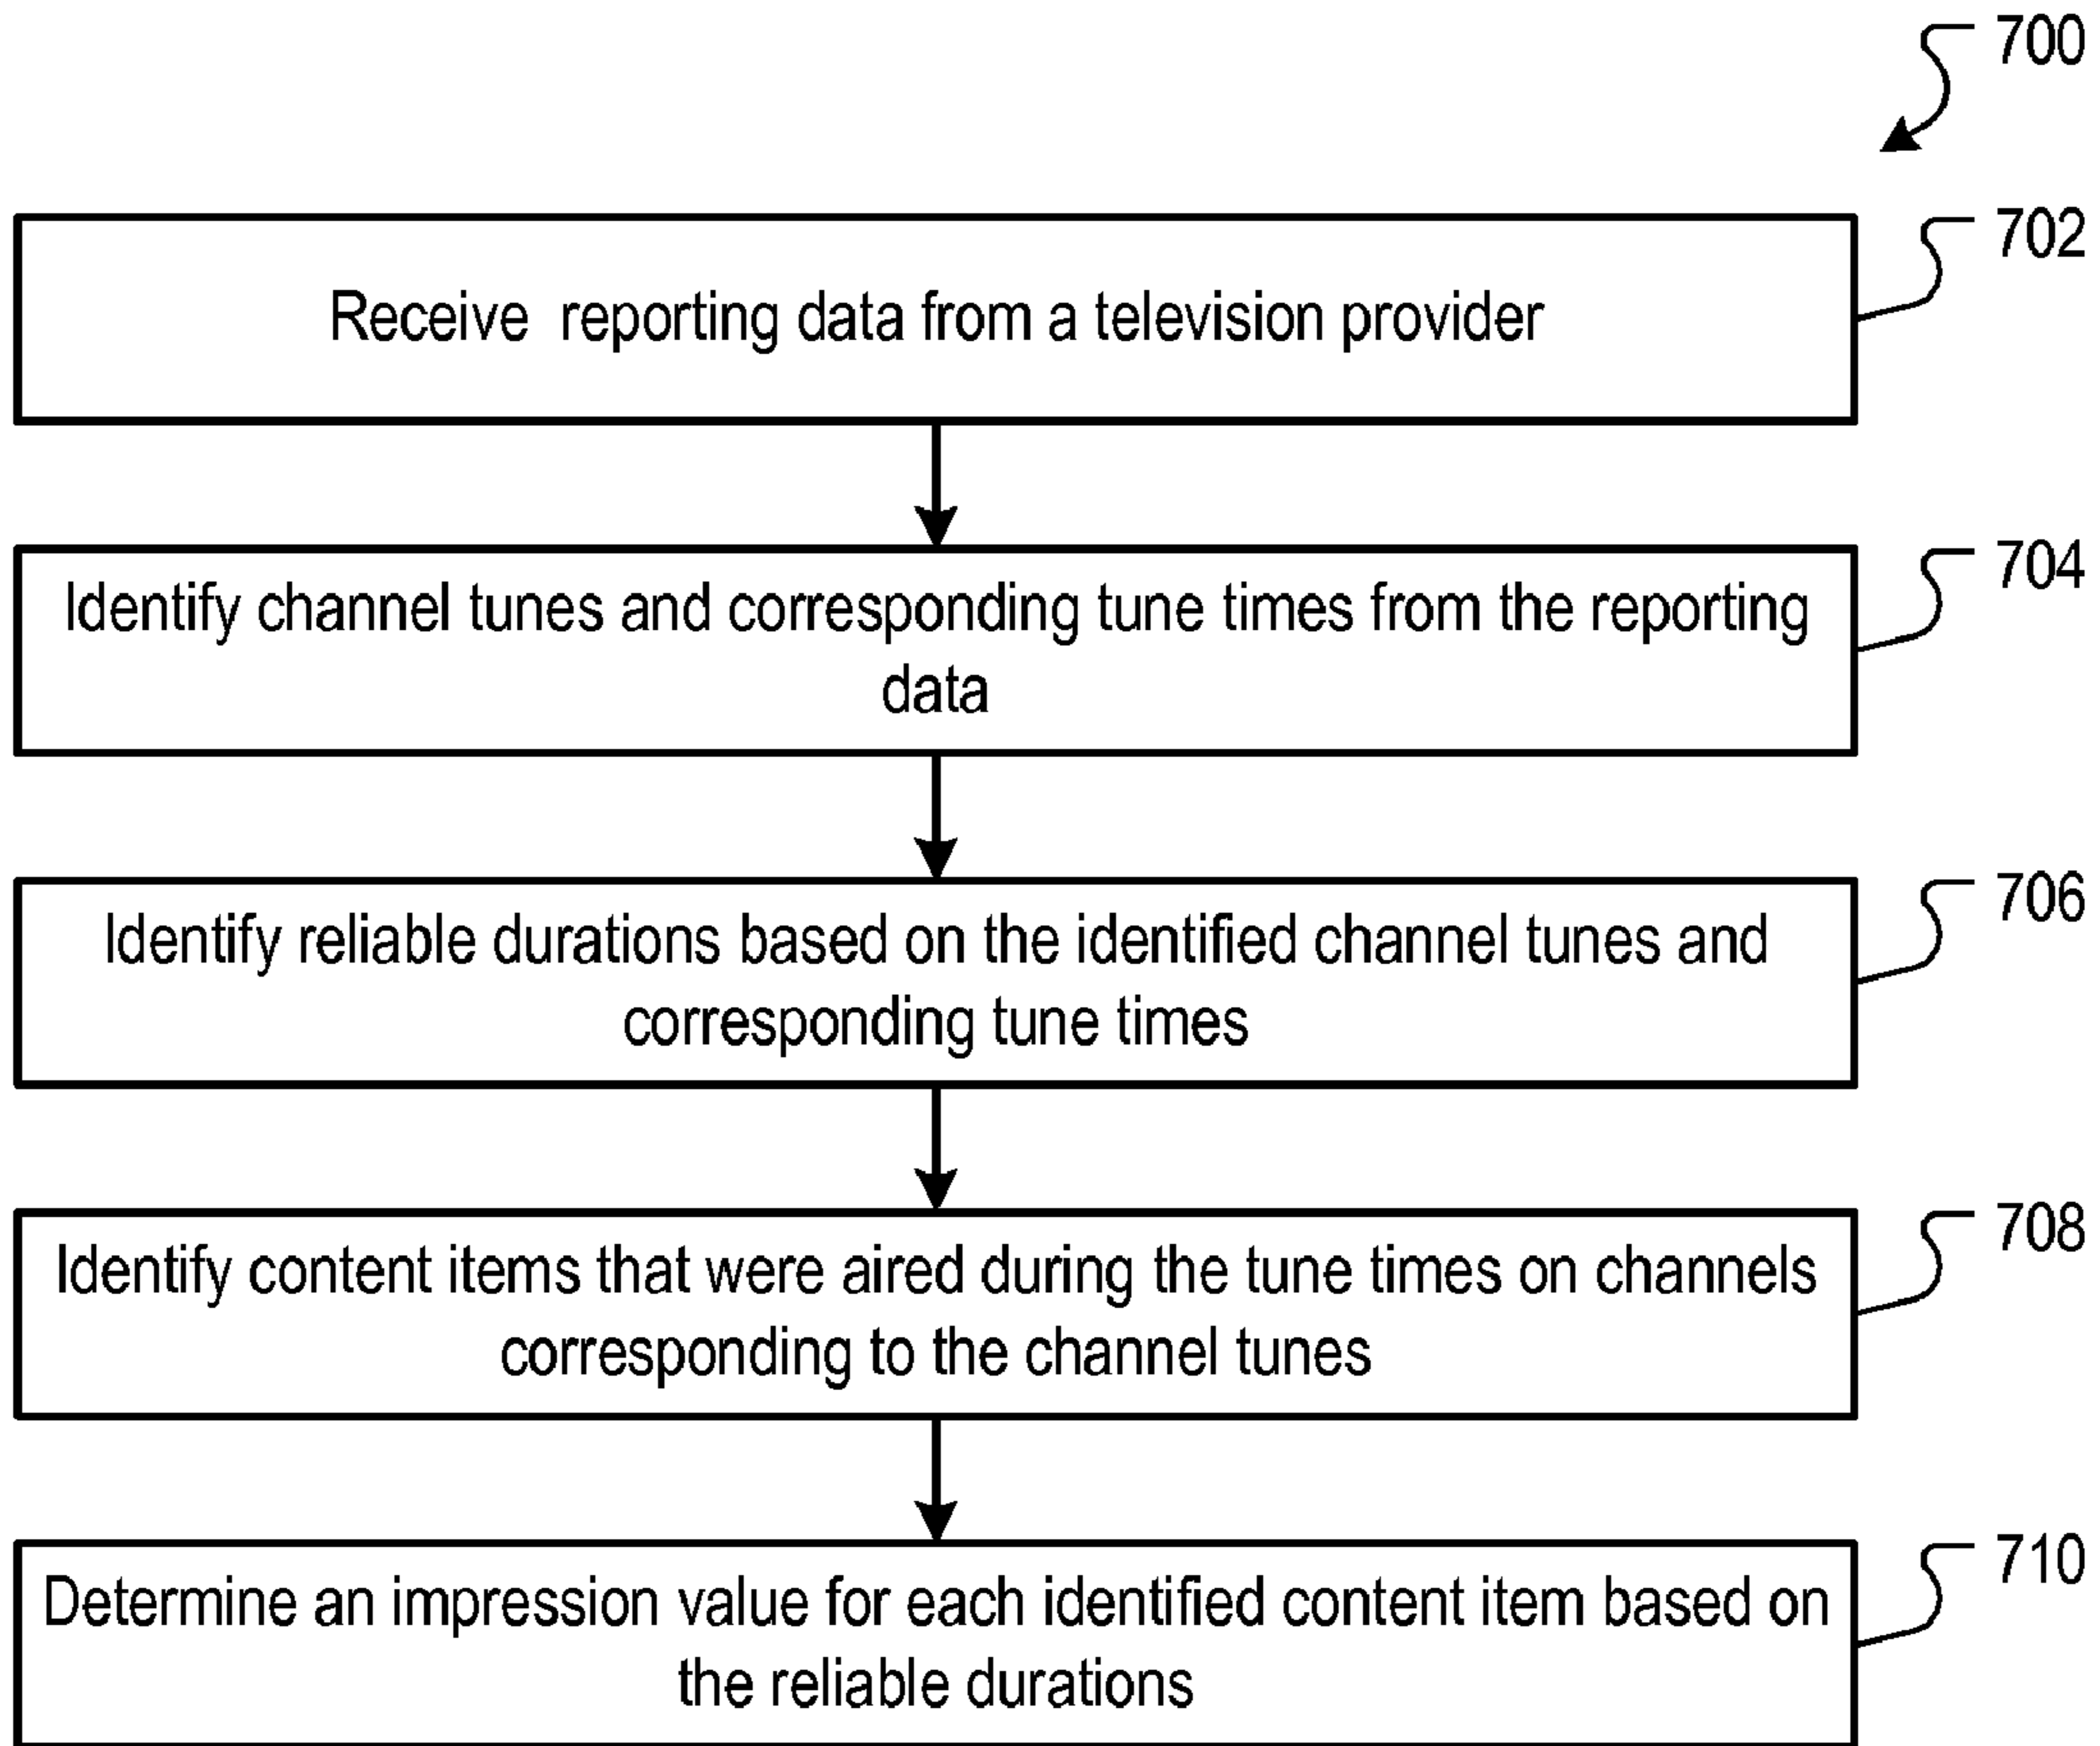 700
702
Receive reporting data from a television provider
704
Identify channel tunes and corresponding tune times from the reporting
data
706
Identify reliable durations based on the identified channel tunes and
corresponding tune times
708
Identify content items that were aired during the tune times on channels
corresponding to the channel tunes
710
Determine an impression value for each identified content item based on
the reliable durations